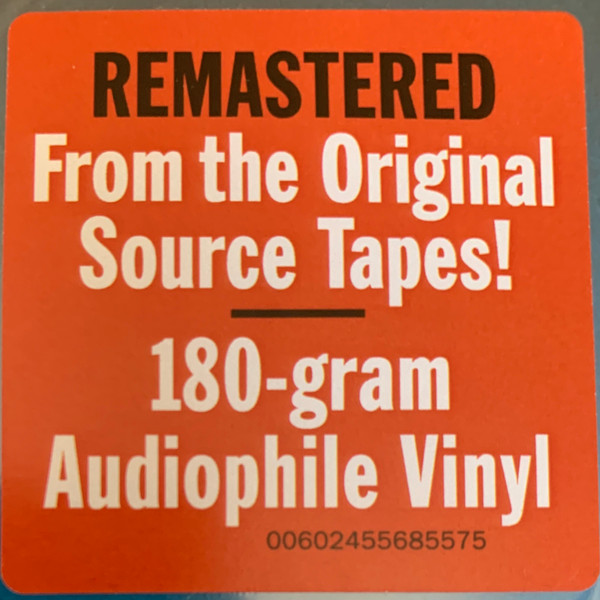 REMASTERED
From the Original
Source Tapes!
180-gram
Audiophile Vinyl
00602455685575